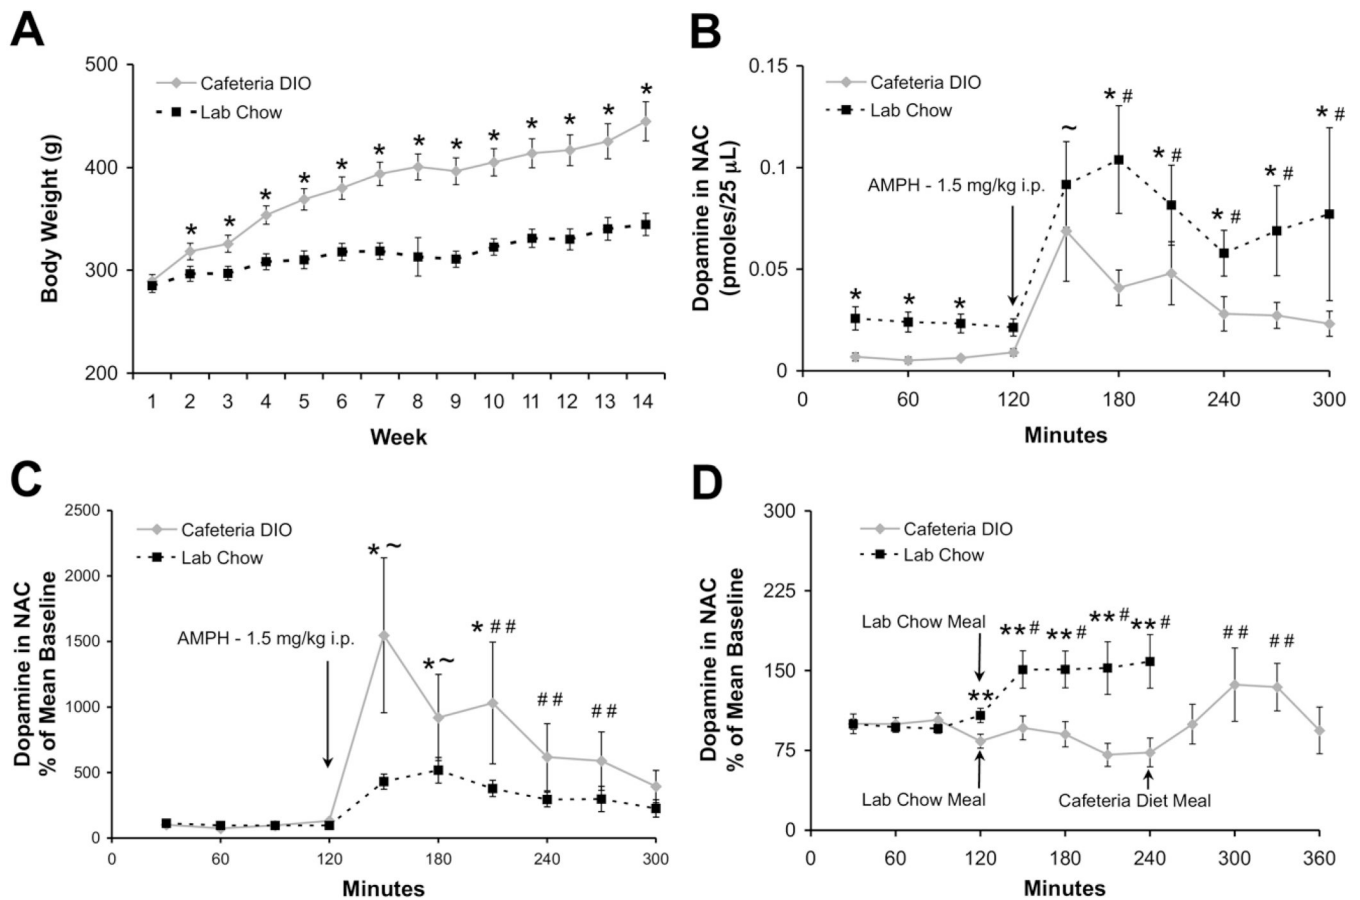 A
500
400
300
200
Body Weight (g)
Cafeteria DIO
Lab Chow
* * * * * * * * * * * * *
1 2 3 4 5 6 7 8 9 10 11 12 13 14
Week
B
0.15
0.1
0.05
0
Dopamine in NAC
(pmoles/25 µL)
Cafeteria DIO
Lab Chow
AMPH - 1.5 mg/kg i.p.
* * * ~ * # * # * # * # * #
0 60 120 180 240 300
Minutes
C
2500
2000
1500
1000
500
0
Dopamine in NAC
% of Mean Baseline
Cafeteria DIO
Lab Chow
AMPH - 1.5 mg/kg i.p.
* ~ * ~ * # # # # # #
0 60 120 180 240 300
Minutes
D
300
225
150
75
0
Dopamine in NAC
% of Mean Baseline
Cafeteria DIO
Lab Chow
Lab Chow Meal
** ** # ** # ** # ** # # # # #
Lab Chow Meal
Cafeteria Diet Meal
0 60 120 180 240 300 360
Minutes